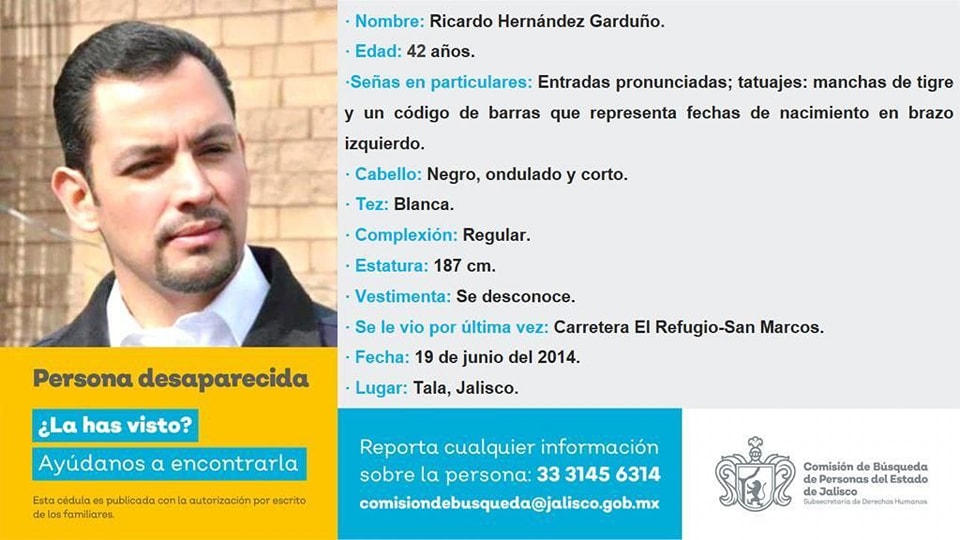 · Nombre: Ricardo Hernández Garduño.
· Edad: 42 años.
·Señas en particulares: Entradas pronunciadas; tatuajes: manchas de tigre
y un código de barras que representa fechas de nacimiento en brazo
izquierdo.
· Cabello: Negro, ondulado y corto.
· Tez: Blanca.
· Complexión: Regular.
· Estatura: 187 cm.
· Vestimenta: Se desconoce.
· Se le vio por última vez: Carretera El Refugio-San Marcos.
· Fecha: 19 de junio del 2014.
· Lugar: Tala, Jalisco.
Persona desaparecida
¿La has visto?
Ayúdanos a encontrarla
Esta cédula es publicada con la autorización por escrito
de los familiares.
Reporta cualquier información
sobre la persona: 33 3145 6314
comisiondebusqueda@jalisco.gob.mx
Comisión de Búsqueda
de Personas del Estado
de Jalisco
Subsecretaría de Derechos Humanos